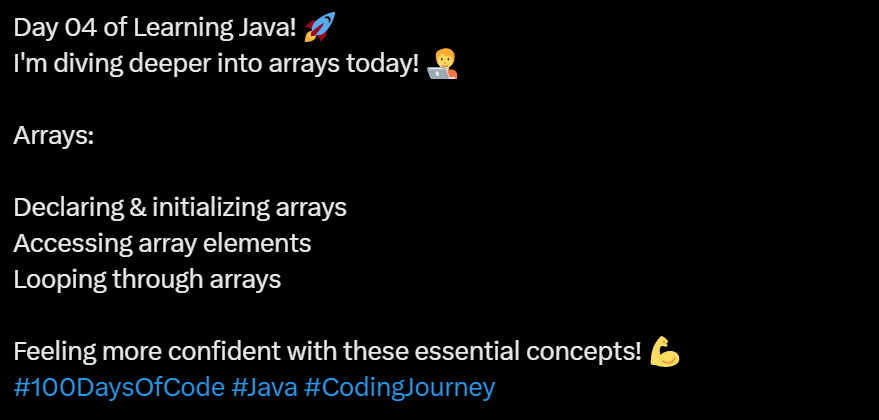 Day 04 of Learning Java! 🚀
I'm diving deeper into arrays today! 🧑‍💻
Arrays:
Declaring & initializing arrays
Accessing array elements
Looping through arrays
Feeling more confident with these essential concepts! 💪
#100DaysOfCode #Java #CodingJourney